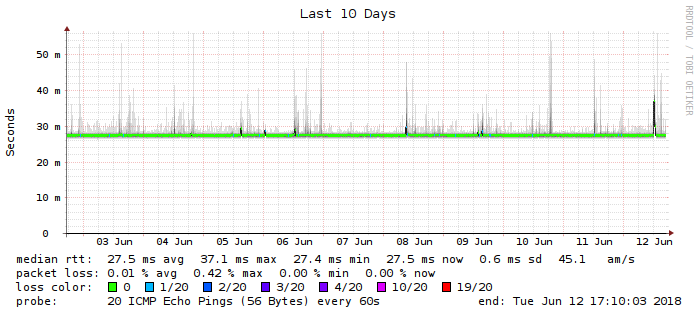 Last 10 Days
RRDTOOL / TOBI OETIKER
Seconds
50 m
40 m
30 m
20 m
10 m
0
03 Jun 04 Jun 05 Jun 06 Jun 07 Jun 08 Jun 09 Jun 10 Jun 11 Jun 12 Jun
median rtt: 27.5 ms avg 37.1 ms max 27.4 ms min 27.5 ms now 0.6 ms sd 45.1 am/s
packet loss: 0.01 % avg 0.42 % max 0.00 % min 0.00 % now
loss color: 0 1/20 2/20 3/20 4/20 10/20 19/20
probe: 20 ICMP Echo Pings (56 Bytes) every 60s end: Tue Jun 12 17:10:03 2018